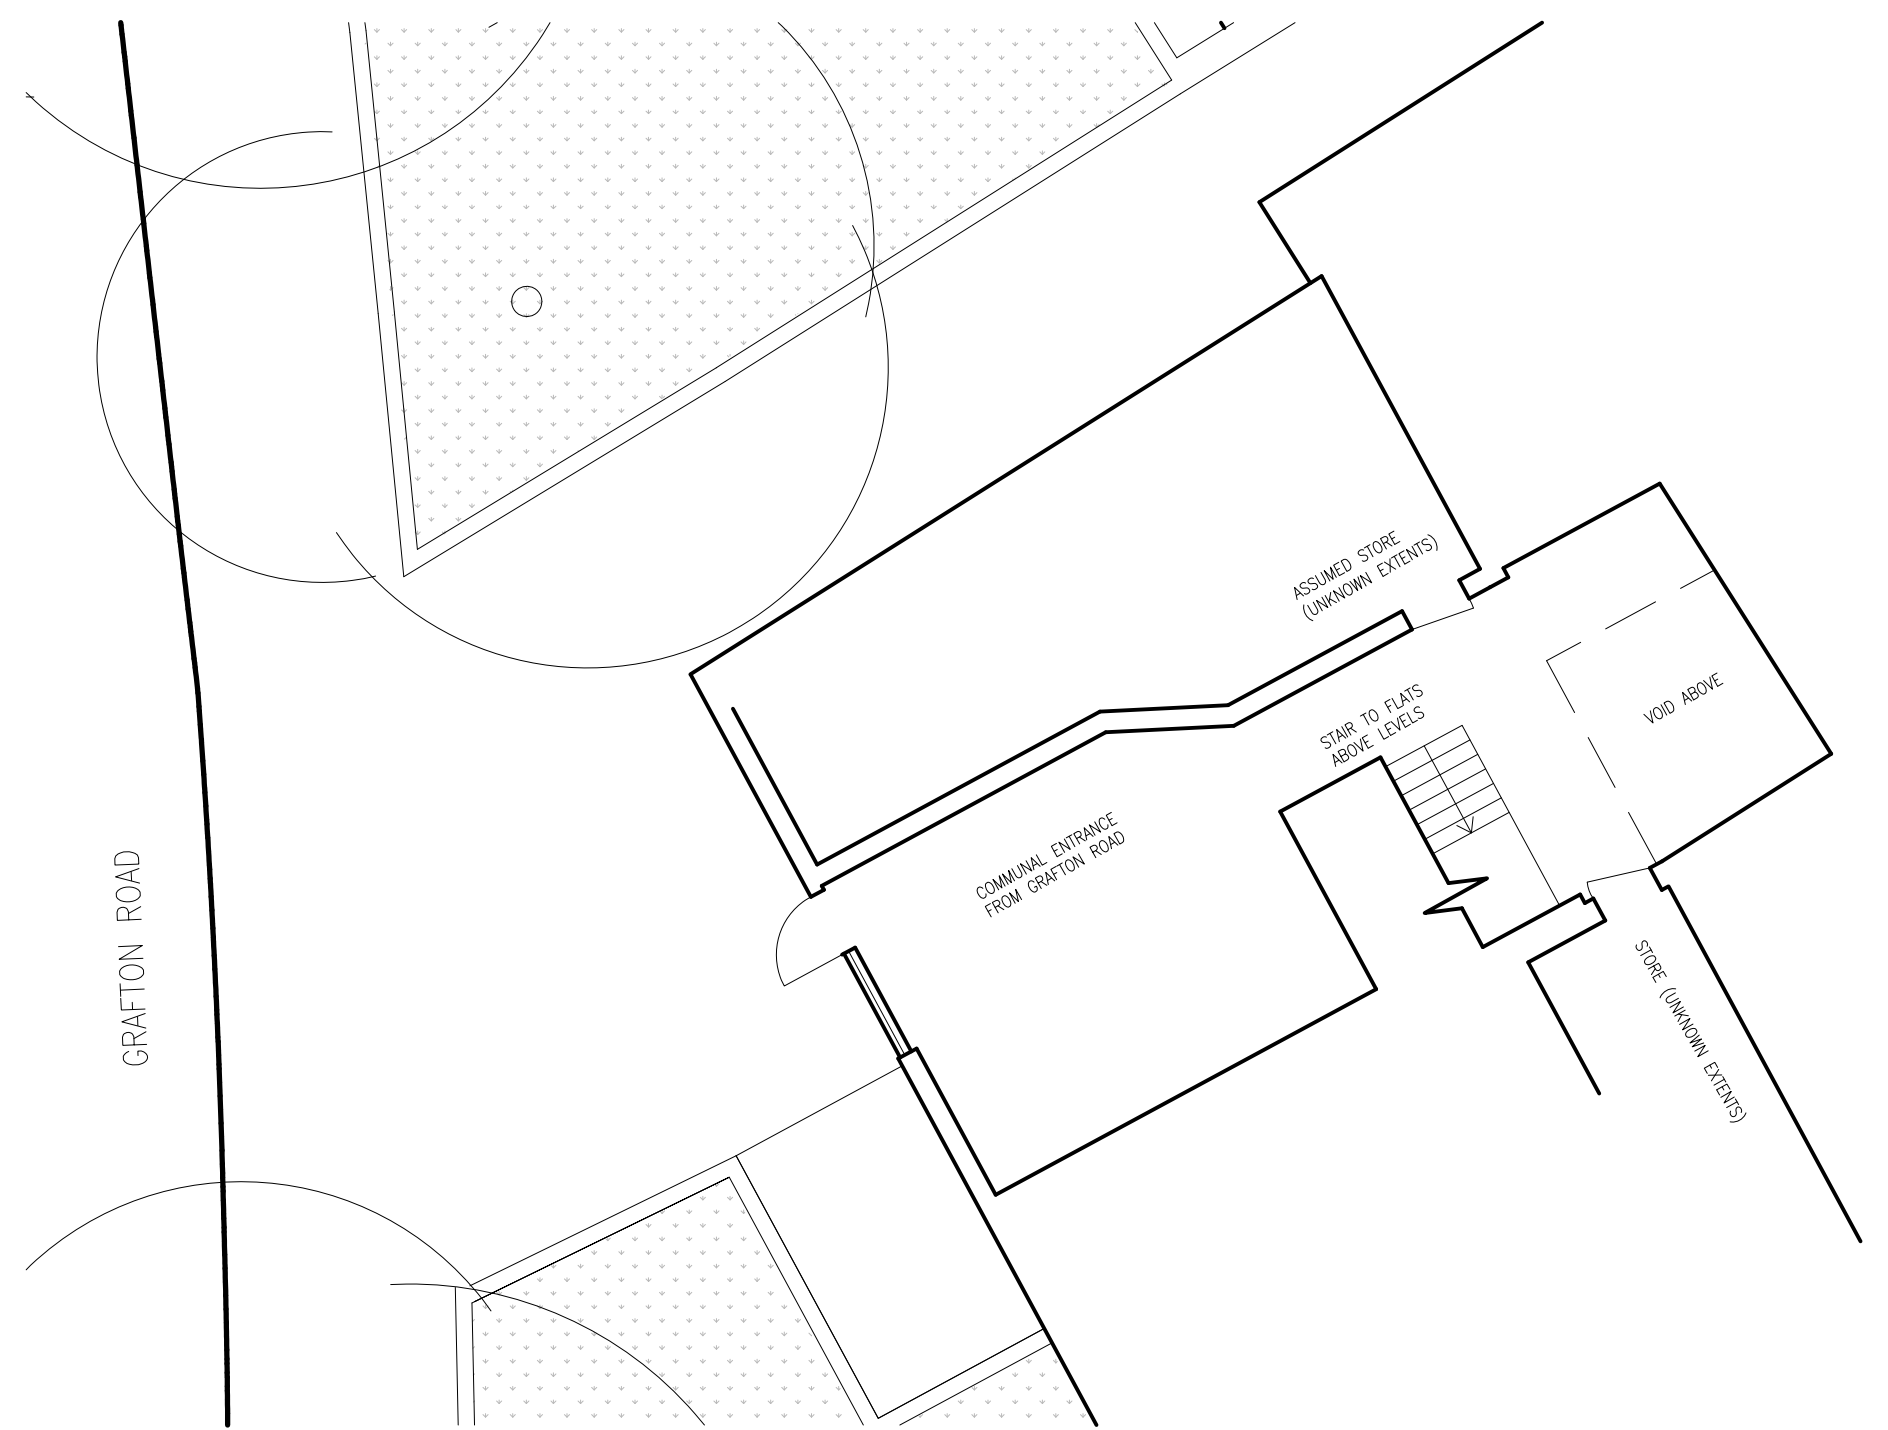 ASSUMED STORE
(UNKNOWN EXTENTS)
STAIR TO FLATS
ABOVE LEVELS
VOID ABOVE
COMMUNAL ENTRANCE
FROM GRAFTON ROAD
GRAFTON ROAD
STORE (UNKNOWN EXTENTS)